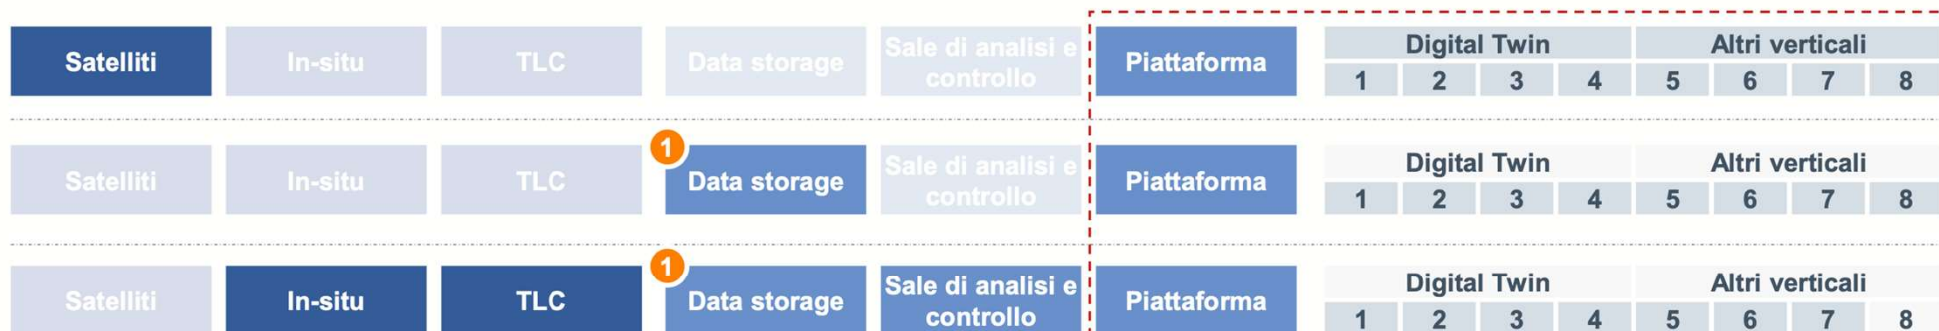 Satelliti In-situ TLC Data storage Sale di analisi e controllo Piattaforma Digital Twin Altri verticali
1 2 3 4 5 6 7 8
1
Satelliti In-situ TLC Data storage Sale di analisi e controllo Piattaforma Digital Twin Altri verticali
1 2 3 4 5 6 7 8
1
Satelliti In-situ TLC Data storage Sale di analisi e controllo Piattaforma Digital Twin Altri verticali
1 2 3 4 5 6 7 8